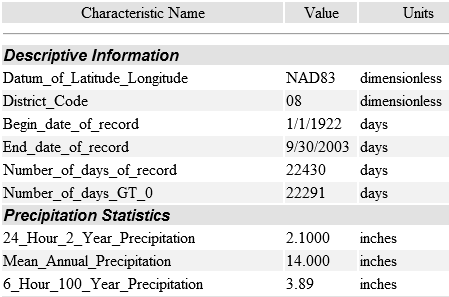 Characteristic Name Value Units
Descriptive Information
Datum_of_Latitude_Longitude NAD83 dimensionless
District_Code 08 dimensionless
Begin_date_of_record 1/1/1922 days
End_date_of_record 9/30/2003 days
Number_of_days_of_record 22430 days
Number_of_days_GT_0 22291 days
Precipitation Statistics
24_Hour_2_Year_Precipitation 2.1000 inches
Mean_Annual_Precipitation 14.000 inches
6_Hour_100_Year_Precipitation 3.89 inches